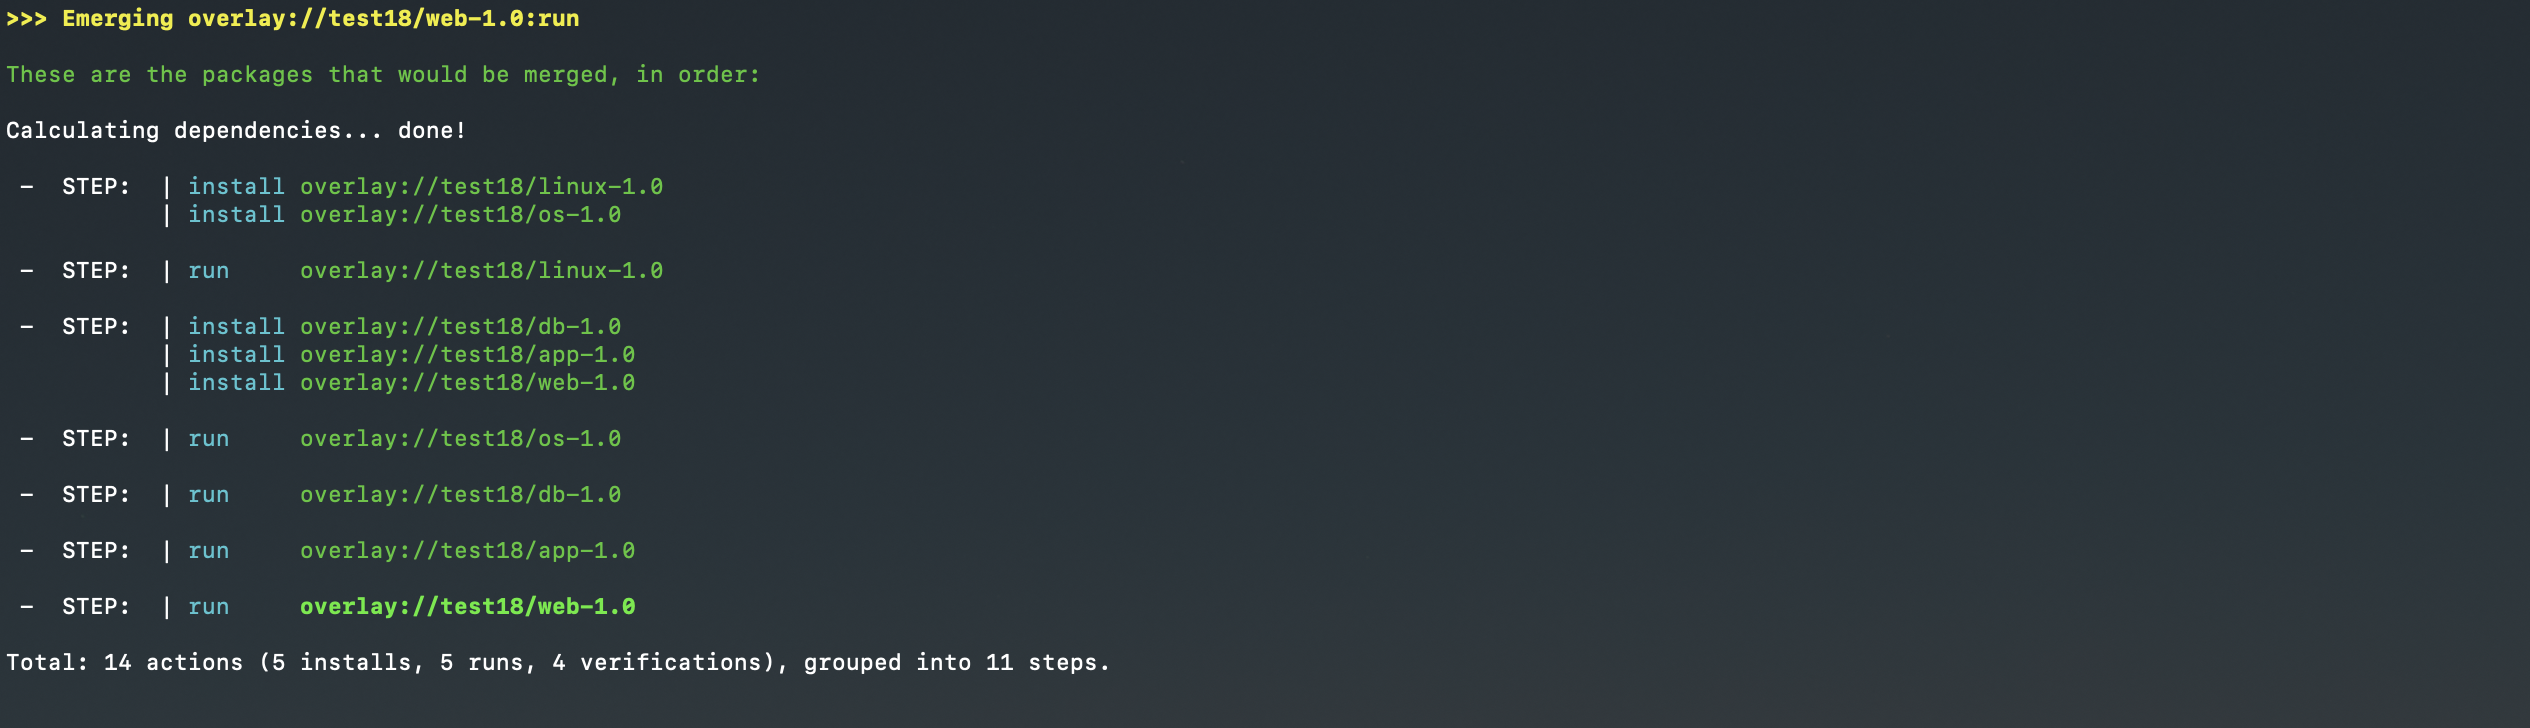 >>> Emerging overlay://test18/web-1.0:run
These are the packages that would be merged, in order:
Calculating dependencies... done!
 -  STEP:  | install overlay://test18/linux-1.0
           | install overlay://test18/os-1.0
 -  STEP:  | run     overlay://test18/linux-1.0
 -  STEP:  | install overlay://test18/db-1.0
           | install overlay://test18/app-1.0
           | install overlay://test18/web-1.0
 -  STEP:  | run     overlay://test18/os-1.0
 -  STEP:  | run     overlay://test18/db-1.0
 -  STEP:  | run     overlay://test18/app-1.0
 -  STEP:  | run     overlay://test18/web-1.0
Total: 14 actions (5 installs, 5 runs, 4 verifications), grouped into 11 steps.